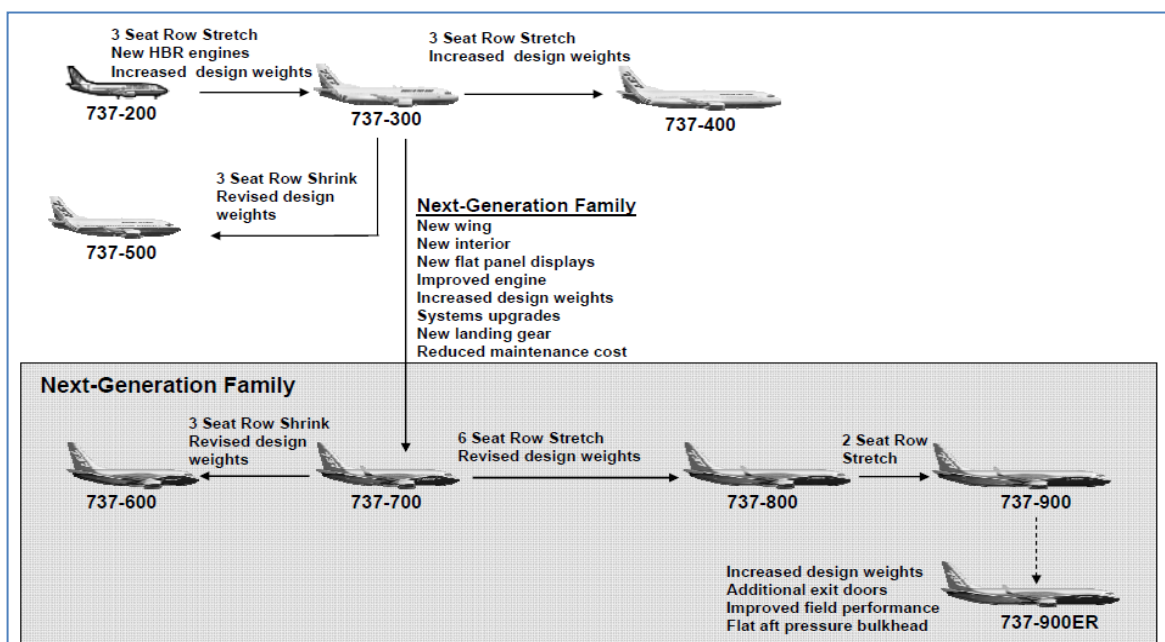 3 Seat Row Stretch
New HBR engines
Increased design weights
3 Seat Row Stretch
Increased design weights
737-200
737-300
737-400
3 Seat Row Shrink
Revised design
weights
737-500
Next-Generation Family
New wing
New interior
New flat panel displays
Improved engine
Increased design weights
Systems upgrades
New landing gear
Reduced maintenance cost
Next-Generation Family
3 Seat Row Shrink
Revised design
weights
6 Seat Row Stretch
Revised design weights
2 Seat Row
Stretch
737-600
737-700
737-800
737-900
Increased design weights
Additional exit doors
Improved field performance
Flat aft pressure bulkhead
737-900ER